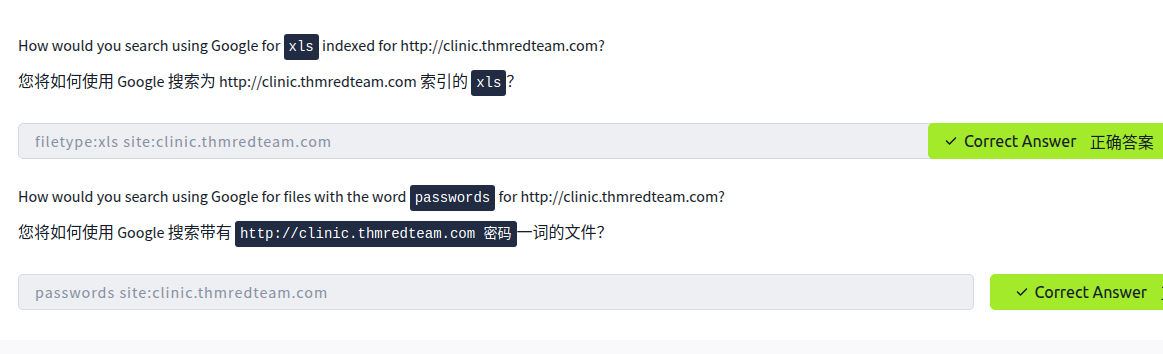 How would you search using Google for xls indexed for http://clinic.thmredteam.com?
您将如何使用 Google 搜索为 http://clinic.thmredteam.com 索引的 xls？
filetype:xls site:clinic.thmredteam.com
✓ Correct Answer 正确答案
How would you search using Google for files with the word passwords for http://clinic.thmredteam.com?
您将如何使用 Google 搜索带有 http://clinic.thmredteam.com 密码 一词的文件？
passwords site:clinic.thmredteam.com
✓ Correct Answer